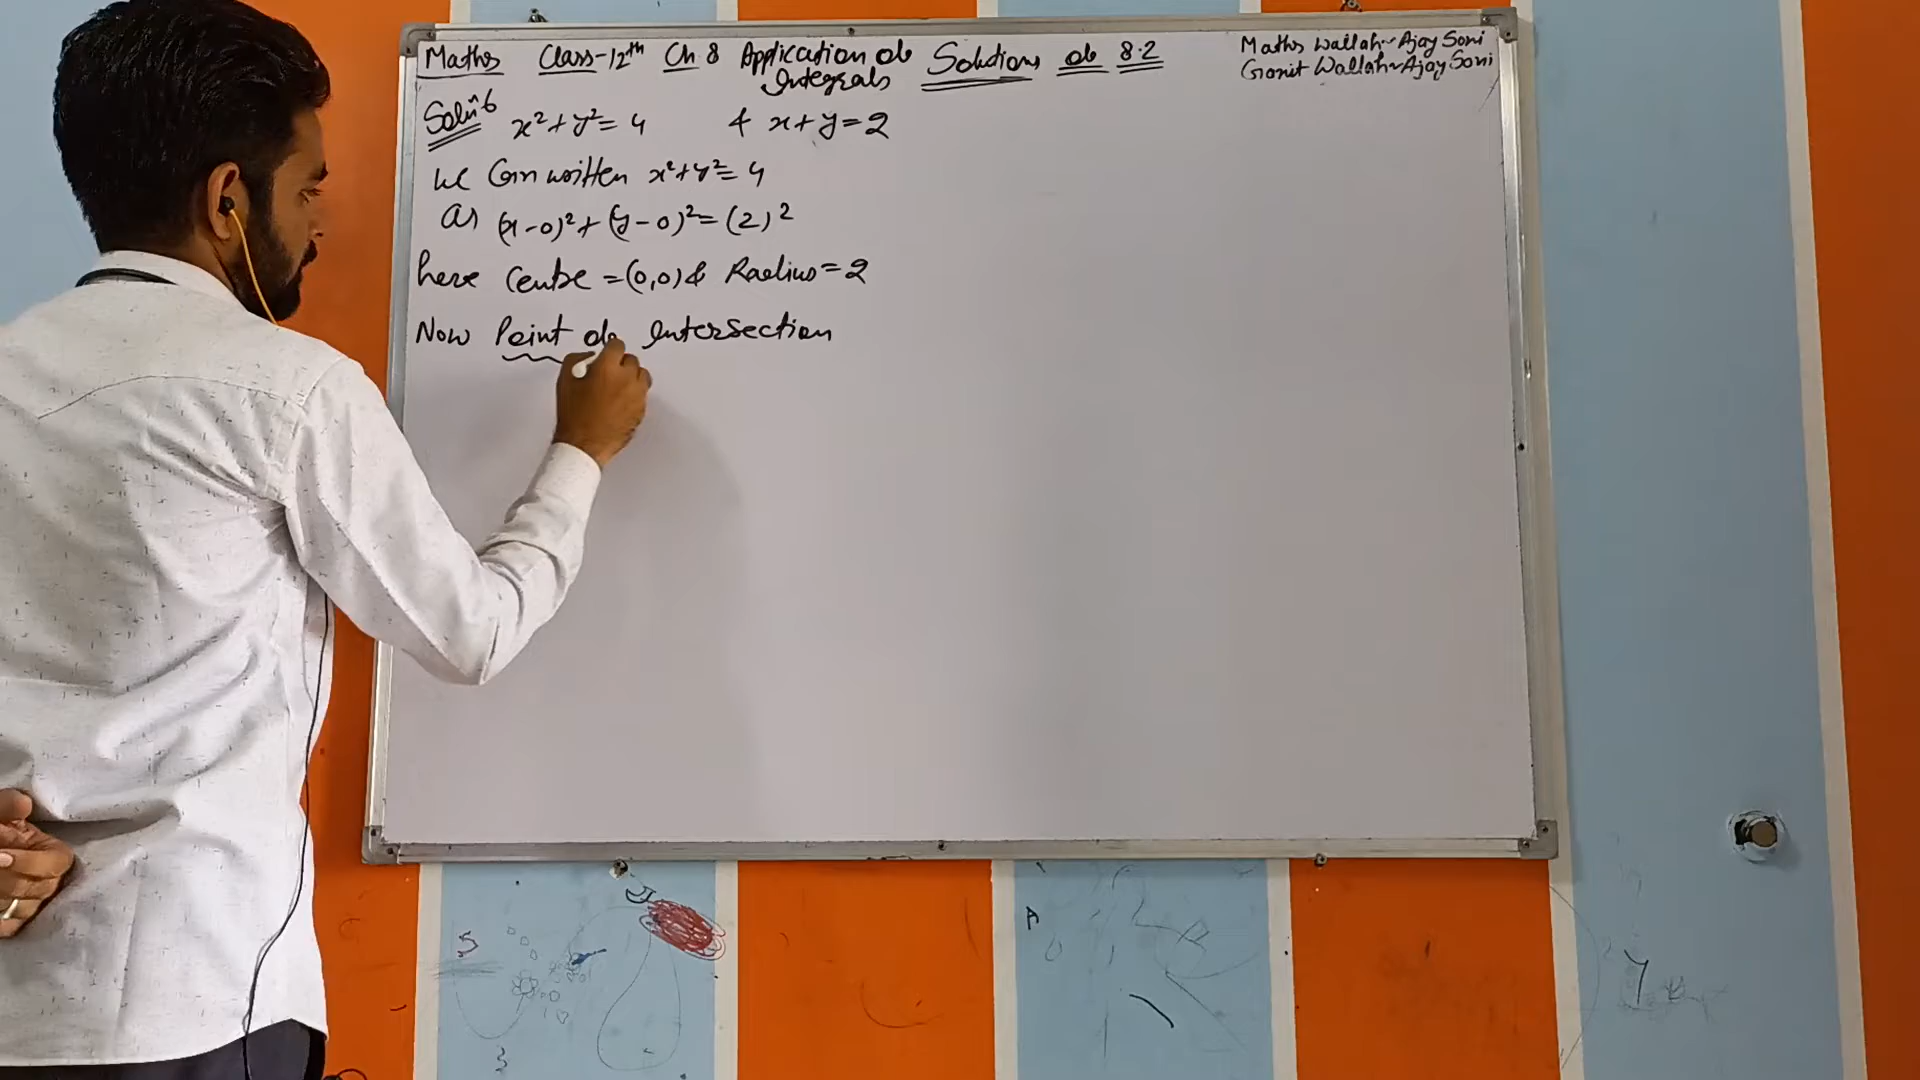 Maths Class-12th Ch 8 Application of Integrals Solutions of 8.2
Maths Wallah ~ Ajay Soni
Ganit Wallah ~ Ajay Soni
Soln 6 x²+y²=4 & x+y=2
We Can written x²+y²=4
as (x-0)²+(y-0)²=(2)²
here Centre =(0,0) & Radius=2
Now Point of Intersection
5
A
3